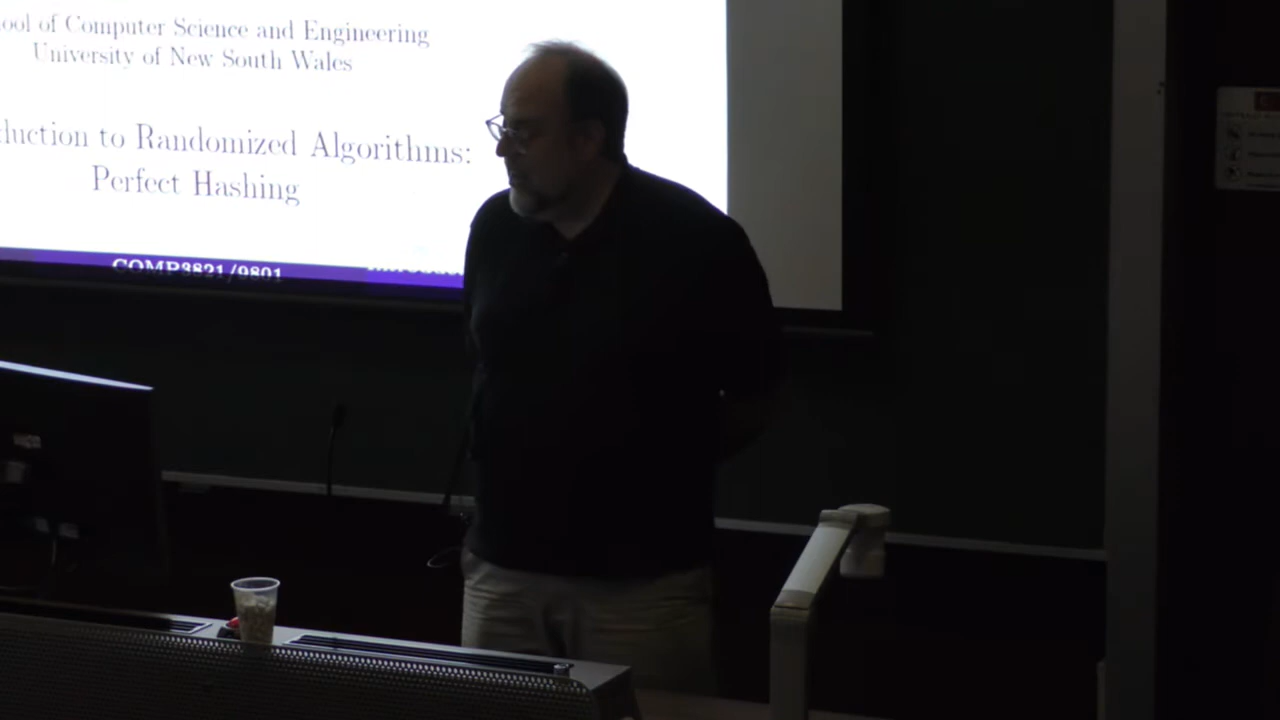 ool of Computer Science and Engineering
University of New South Wales
duction to Randomized Algorithms:
Perfect Hashing
COMP3821/9801